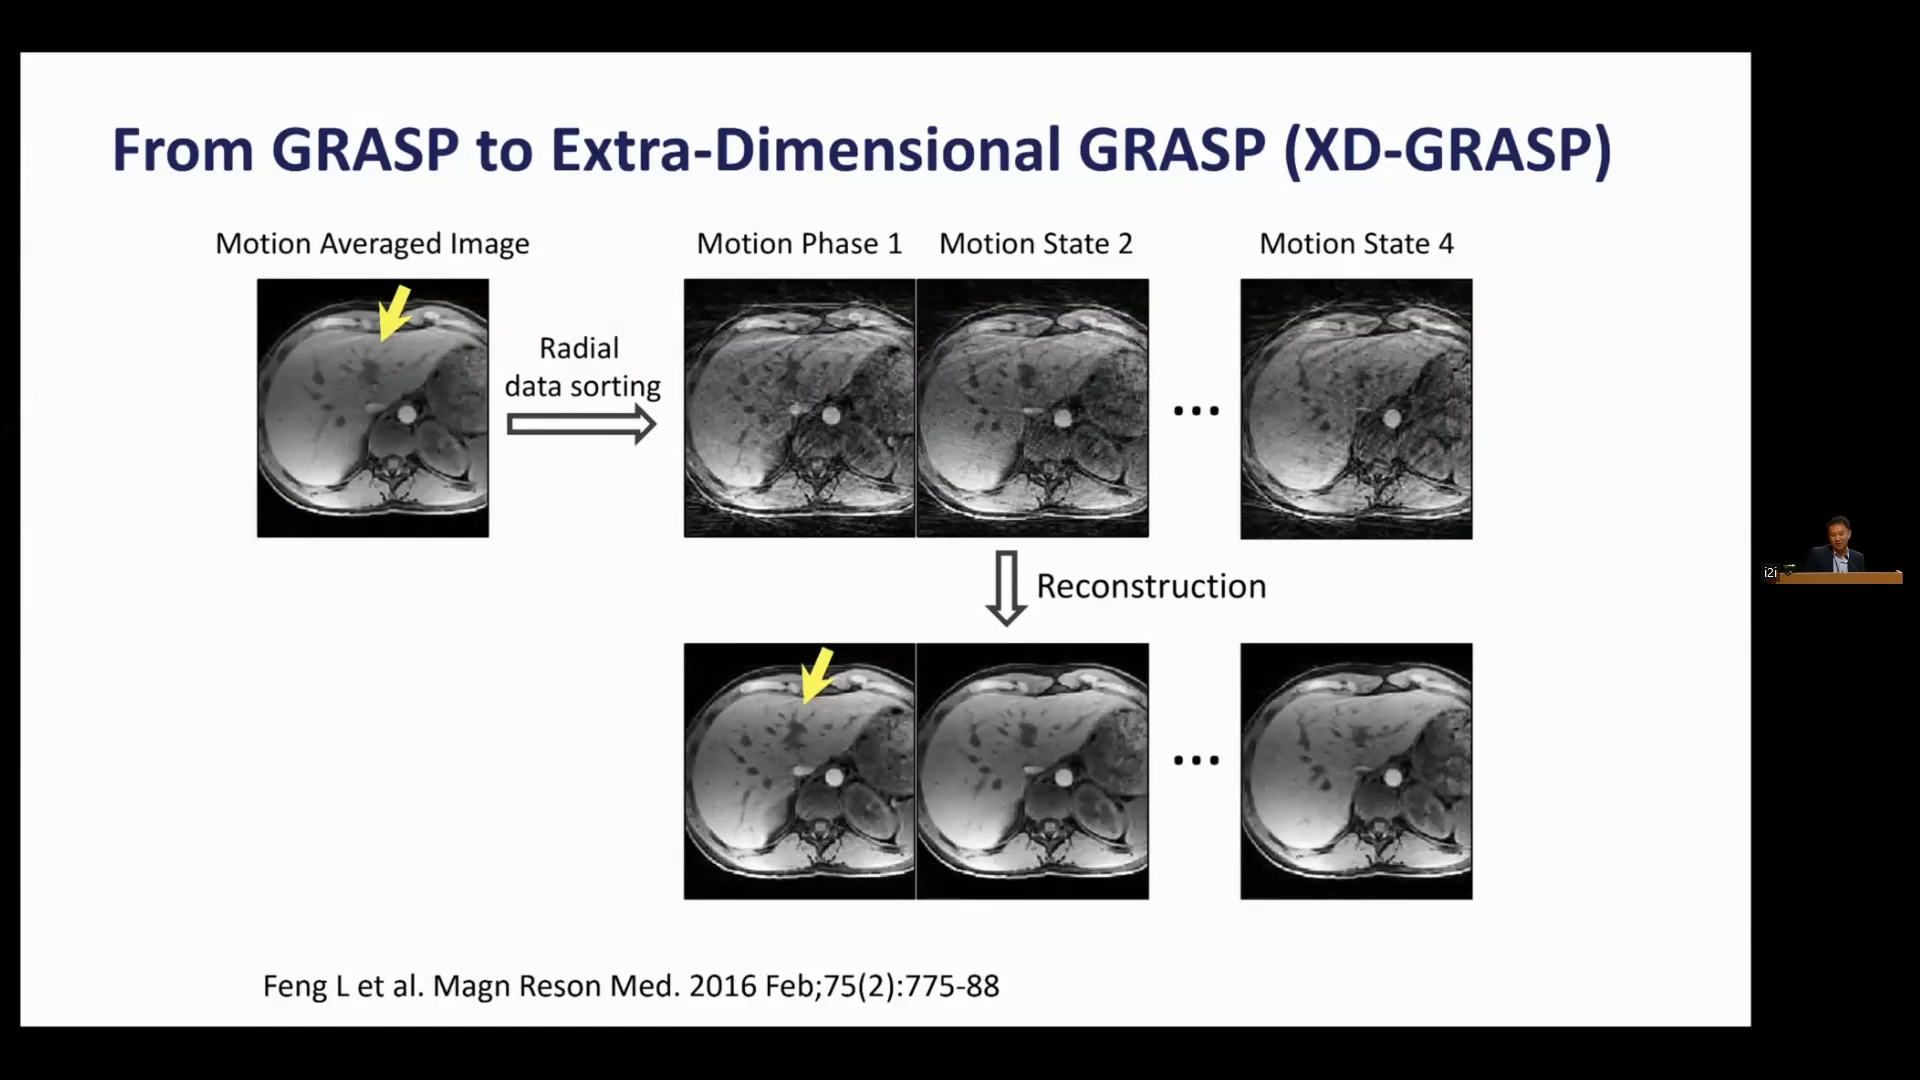 From GRASP to Extra-Dimensional GRASP (XD-GRASP)
Motion Averaged Image
Motion Phase 1
Motion State 2
Motion State 4
Radial
data sorting
...
Reconstruction
...
Feng L et al. Magn Reson Med. 2016 Feb;75(2):775-88
i2i